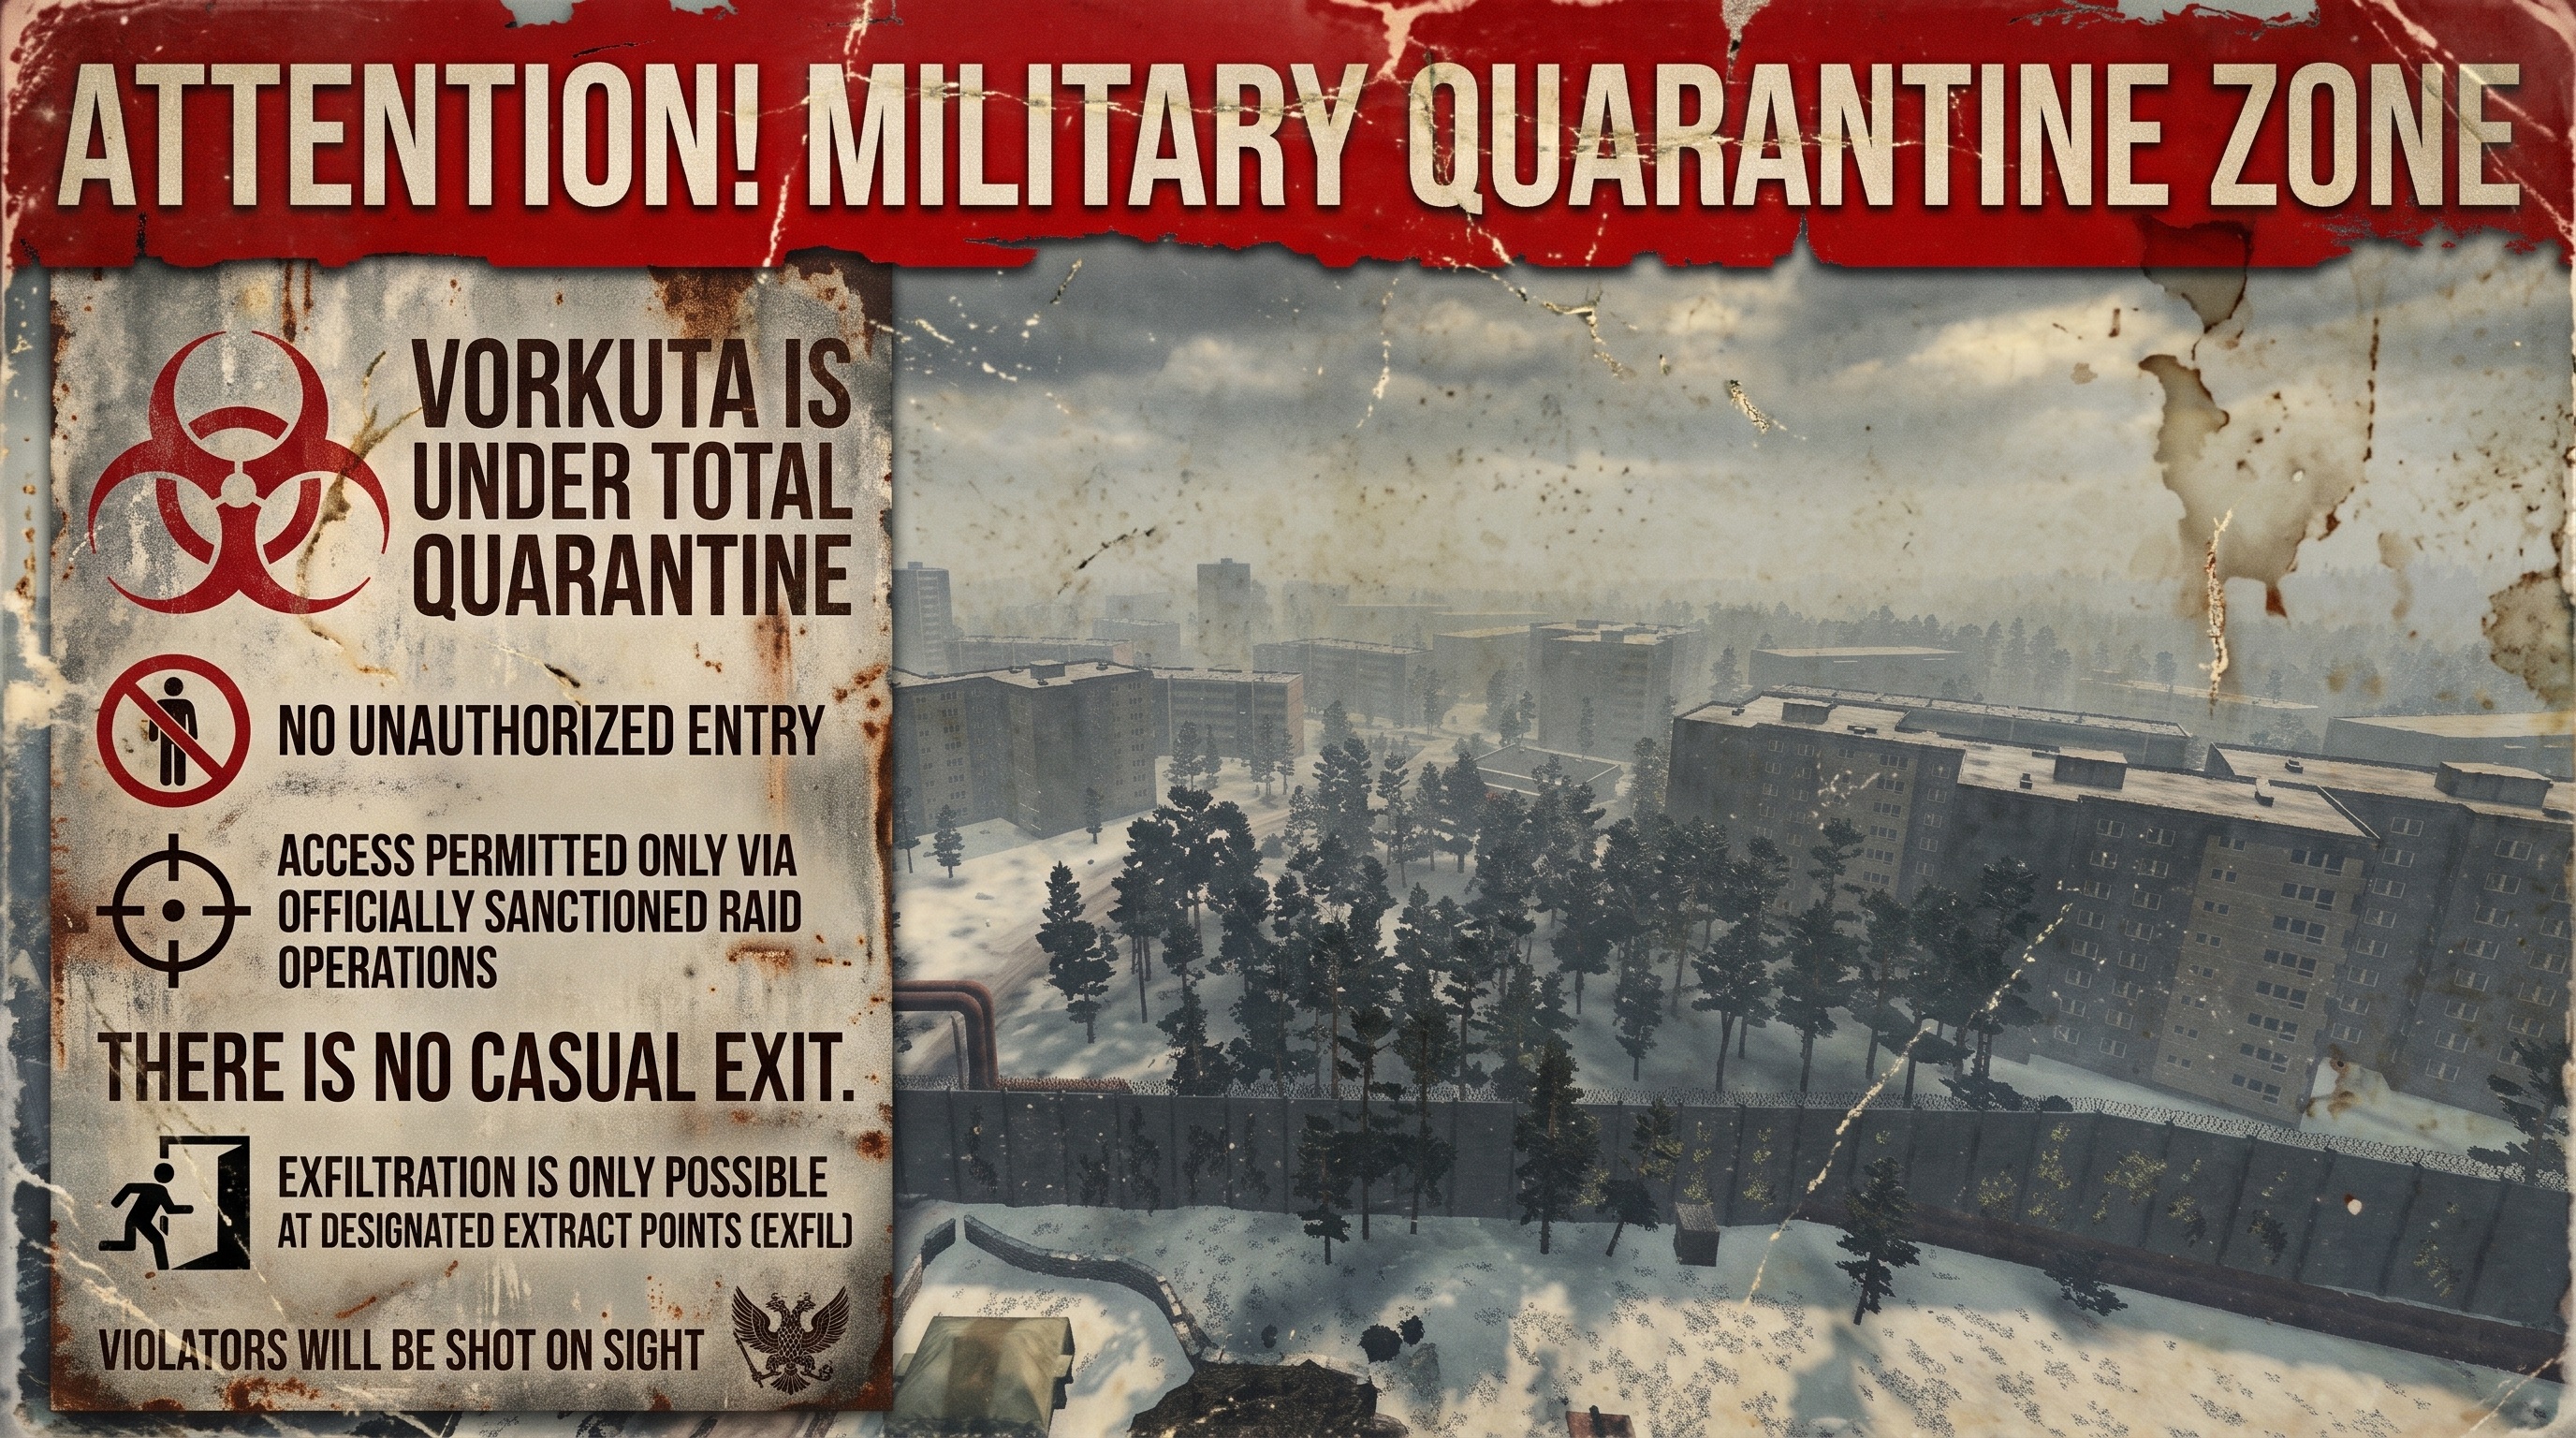 ATTENTION! MILITARY QUARANTINE ZONE
VORKUTA IS
UNDER TOTAL
QUARANTINE
NO UNAUTHORIZED ENTRY
ACCESS PERMITTED ONLY VIA
OFFICIALLY SANCTIONED RAID
OPERATIONS
THERE IS NO CASUAL EXIT.
EXFILTRATION IS ONLY POSSIBLE
AT DESIGNATED EXTRACT POINTS (EXFIL)
VIOLATORS WILL BE SHOT ON SIGHT